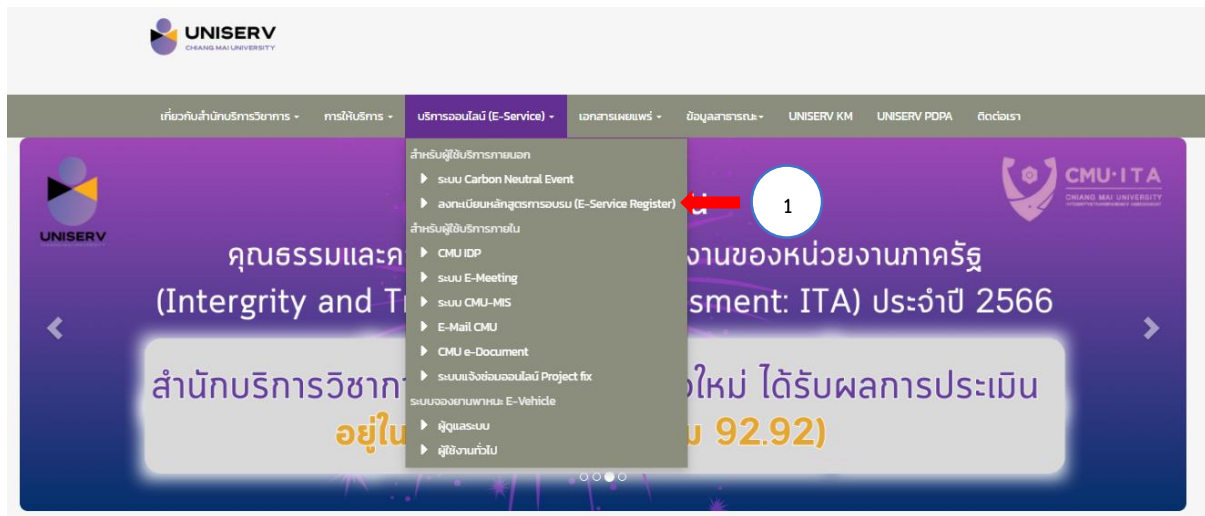 UNISERV
CHIANG MAI UNIVERSITY
เกี่ยวกับสำนักบริการวิชาการ
การให้บริการ
บริการออนไลน์ (E-Service)
เอกสารเผยแพร่
ข้อมูลสาธารณะ
UNISERV KM
UNISERV PDPA
ติดต่อเรา
สำหรับผู้ใช้บริการภายนอก
ระบบ Carbon Neutral Event
ลงทะเบียนหลักสูตรการอบรม (E-Service Register)
สำหรับผู้ใช้บริการภายใน
CMU IDP
ระบบ E-Meeting
ระบบ CMU-MIS
E-Mail CMU
CMU e-Document
ระบบแจ้งซ่อมออนไลน์ Project fix
ระบบจองยานพาหนะ E-Vehicle
ผู้ดูแลระบบ
ผู้ใช้งานทั่วไป
1
UNISERV
CMU·ITA
CHIANG MAI UNIVERSITY
คุณธรรมและค งานของหน่วยงานภาครัฐ
(Intergrity and Tr sment: ITA) ประจำปี 2566
สำนักบริการวิชาก งใหม่ ได้รับผลการประเมิน
อยู่ใน 92.92)